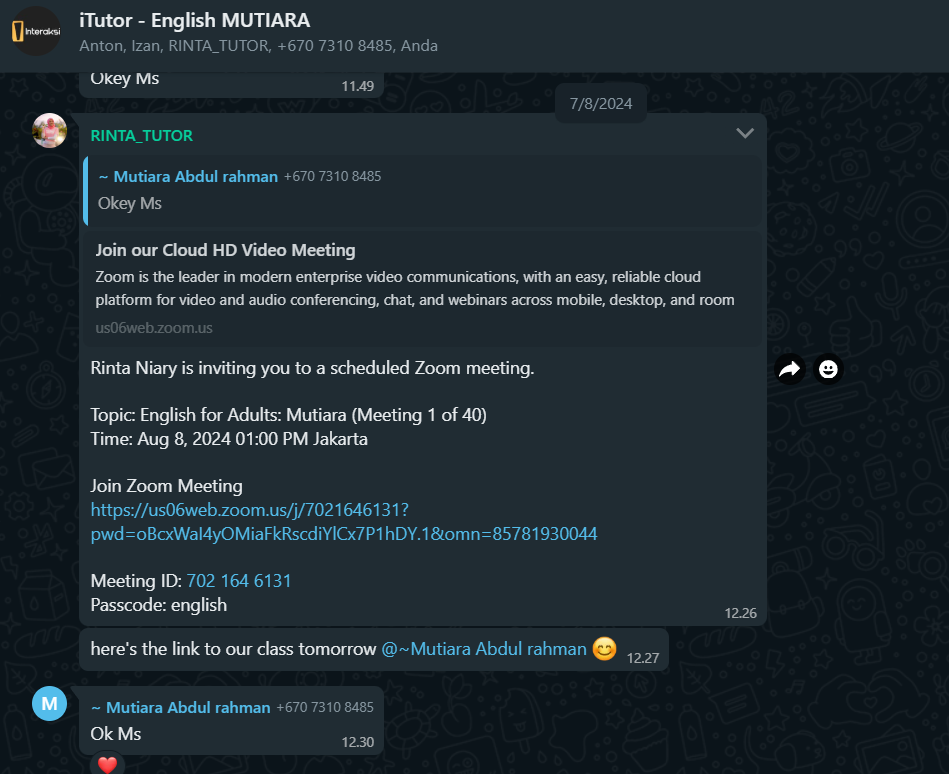 Interaksi
iTutor - English MUTIARA
Anton, Izan, RINTA_TUTOR, +670 7310 8485, Anda
Okey Ms
11.49
7/8/2024
RINTA_TUTOR
~ Mutiara Abdul rahman +670 7310 8485
Okey Ms
Join our Cloud HD Video Meeting
Zoom is the leader in modern enterprise video communications, with an easy, reliable cloud
platform for video and audio conferencing, chat, and webinars across mobile, desktop, and room
us06web.zoom.us
Rinta Niary is inviting you to a scheduled Zoom meeting.
Topic: English for Adults: Mutiara (Meeting 1 of 40)
Time: Aug 8, 2024 01:00 PM Jakarta
Join Zoom Meeting
https://us06web.zoom.us/j/7021646131?
pwd=oBcxWaI4yOMiaFkRscdiYlCx7P1hDY.1&omn=85781930044
Meeting ID: 702 164 6131
Passcode: english
12.26
here's the link to our class tomorrow @~Mutiara Abdul rahman 😊
12.27
M
~ Mutiara Abdul rahman +670 7310 8485
Ok Ms
12.30